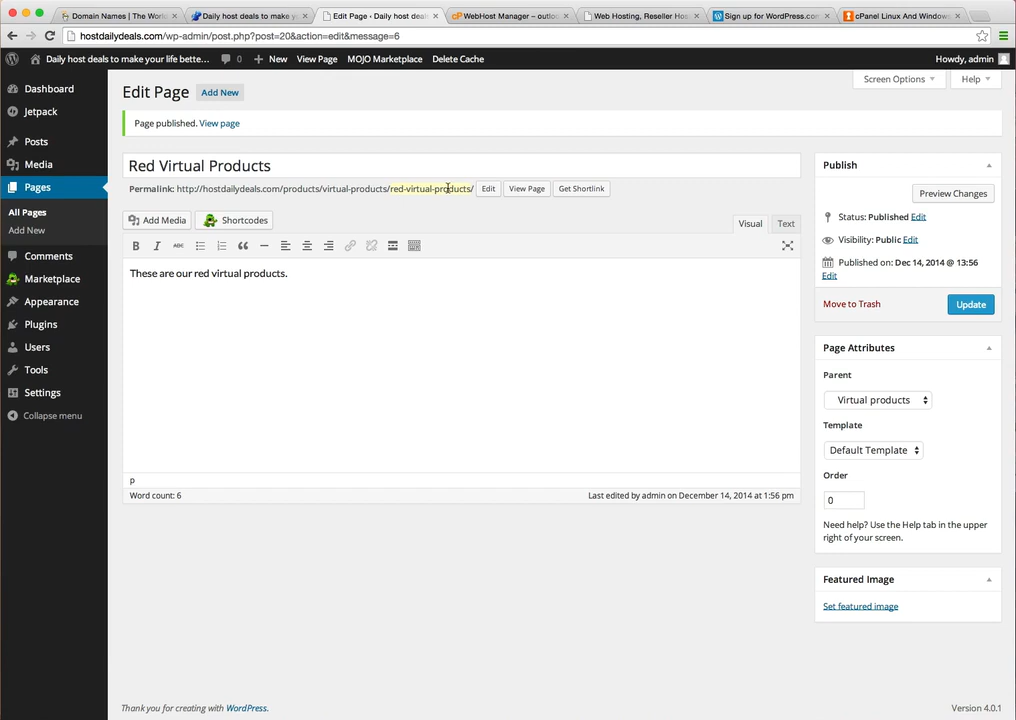 Domain Names | The World
Daily host deals to make yo
Edit Page ‹ Daily host deal
WebHost Manager – outlo
Web Hosting, Reseller Hos
Sign up for WordPress.com
cPanel Linux And Windows
hostdailydeals.com/wp-admin/post.php?post=20&action=edit&message=6
Daily host deals to make your life bette...
0
+ New
View Page
MOJO Marketplace
Delete Cache
Howdy, admin
Screen Options
Help
Dashboard
Jetpack
Posts
Media
Pages
All Pages
Add New
Comments
Marketplace
Appearance
Plugins
Users
Tools
Settings
Collapse menu
Edit Page
Add New
Page published. View page
Red Virtual Products
Permalink: http://hostdailydeals.com/products/virtual-products/red-virtual-products/
Edit
View Page
Get Shortlink
Add Media
Shortcodes
Visual
Text
B
I
ABC
These are our red virtual products.
p
Word count: 6
Last edited by admin on December 14, 2014 at 1:56 pm
Publish
Preview Changes
Status: Published Edit
Visibility: Public Edit
Published on: Dec 14, 2014 @ 13:56
Edit
Move to Trash
Update
Page Attributes
Parent
Virtual products
Template
Default Template
Order
0
Need help? Use the Help tab in the upper
right of your screen.
Featured Image
Set featured image
Thank you for creating with WordPress.
Version 4.0.1